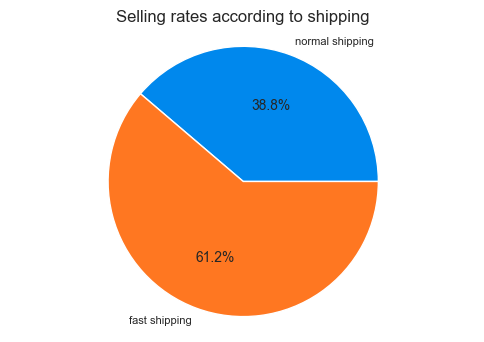 Selling rates according to shipping
normal shipping
38.8%
61.2%
fast shipping